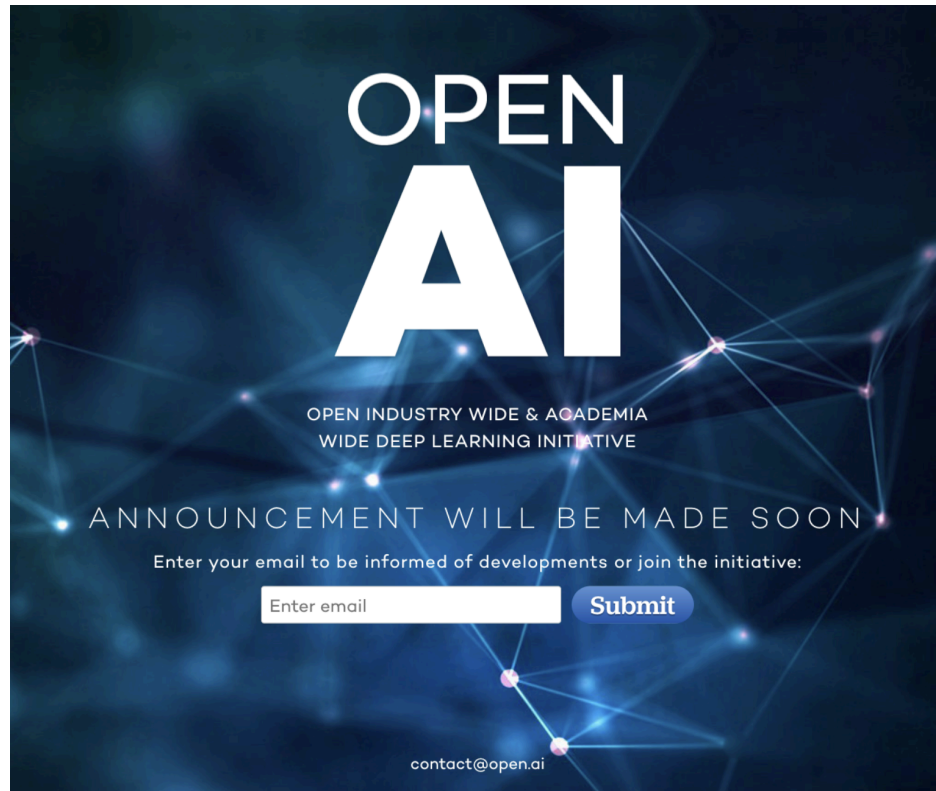 OPEN
AI
OPEN INDUSTRY WIDE & ACADEMIA
WIDE DEEP LEARNING INITIATIVE
ANNOUNCEMENT WILL BE MADE SOON
Enter your email to be informed of developments or join the initiative:
Enter email Submit
contact@open.ai